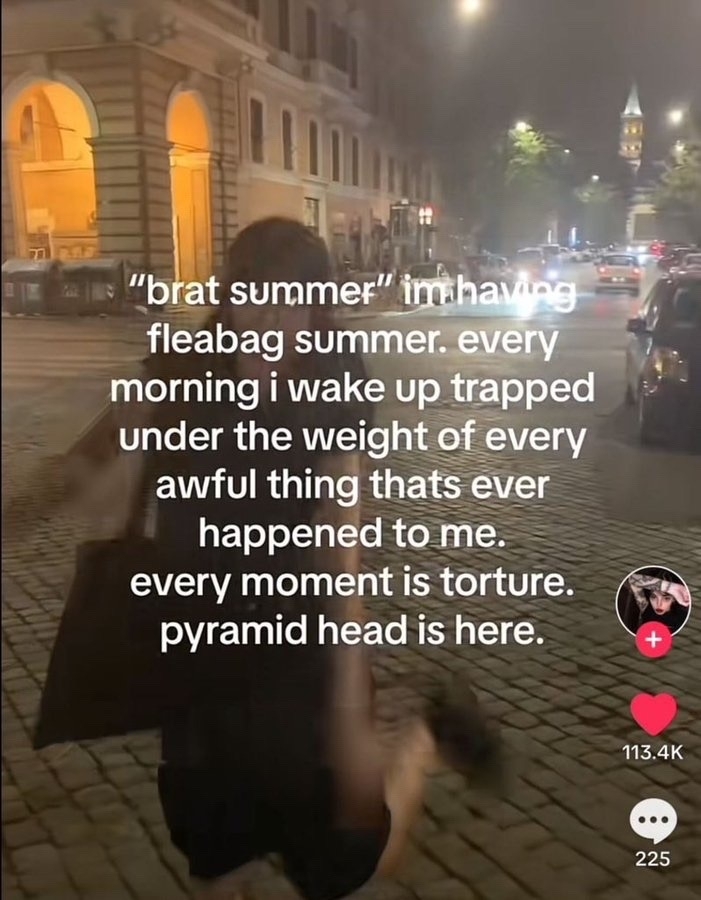 “brat summer” im having
fleabag summer. every
morning i wake up trapped
under the weight of every
awful thing thats ever
happened to me.
every moment is torture.
pyramid head is here.
113.4K
225